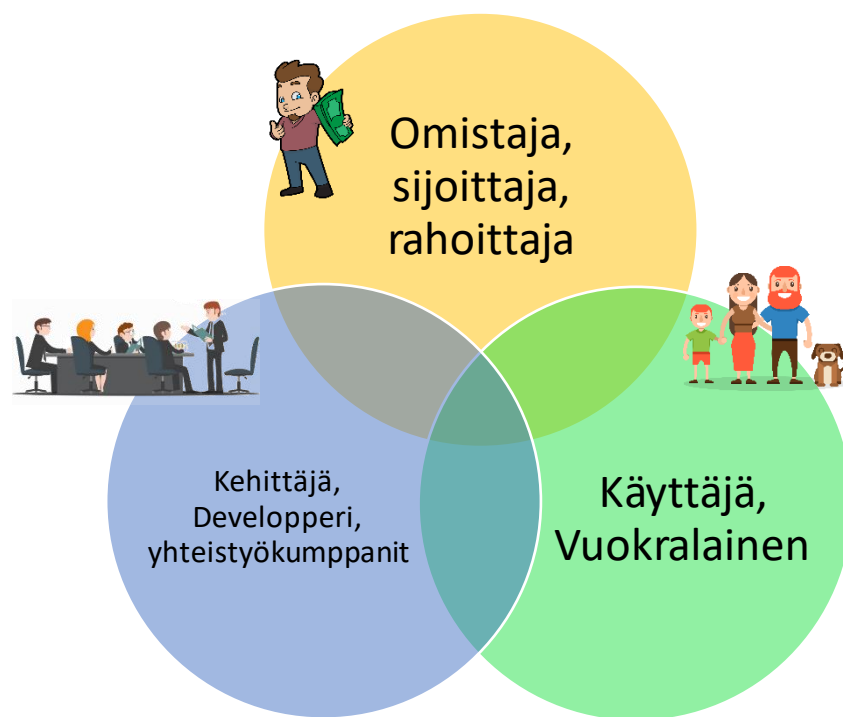 Omistaja,
sijoittaja,
rahoittaja
Kehittäjä,
Developperi,
yhteistyökumppanit
Käyttäjä,
Vuokralainen